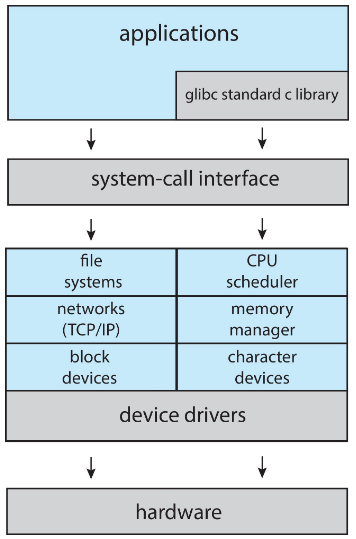 applications
glibc standard c library
system-call interface
file
systems
CPU
scheduler
networks
(TCP/IP)
memory
manager
block
devices
character
devices
device drivers
hardware